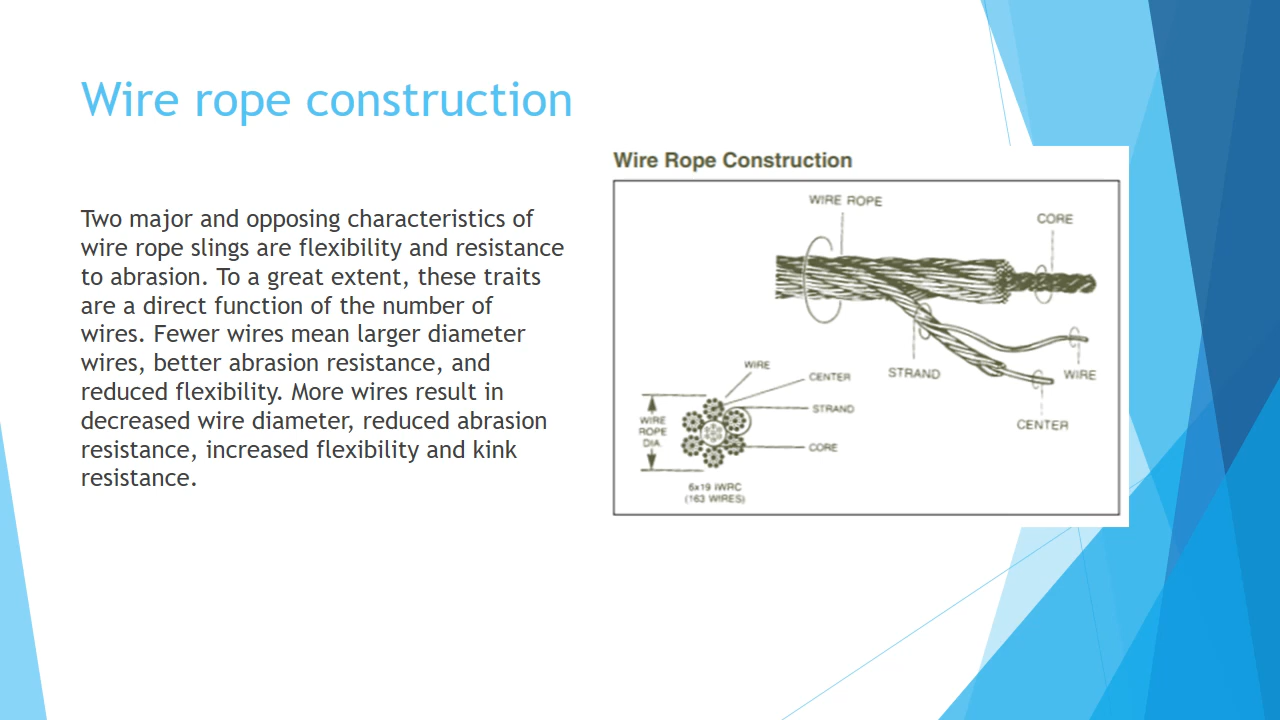 Wire rope construction
Two major and opposing characteristics of
wire rope slings are flexibility and resistance
to abrasion. To a great extent, these traits
are a direct function of the number of
wires. Fewer wires mean larger diameter
wires, better abrasion resistance, and
reduced flexibility. More wires result in
decreased wire diameter, reduced abrasion
resistance, increased flexibility and kink
resistance.
Wire Rope Construction
WIRE ROPE
CORE
STRAND
WIRE
CENTER
WIRE
CENTER
STRAND
CORE
WIRE
ROPE
DIA.
6x19 IWRC
(163 WIRES)